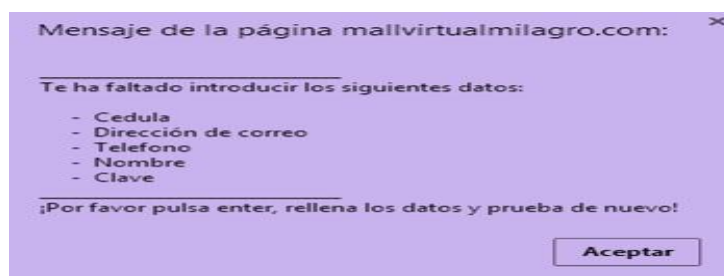 Mensaje de la página mallvirtualmilagro.com:
Te ha faltado introducir los siguientes datos:
- Cedula
- Dirección de correo
- Telefono
- Nombre
- Clave
¡Por favor pulsa enter, rellena los datos y prueba de nuevo!
Aceptar